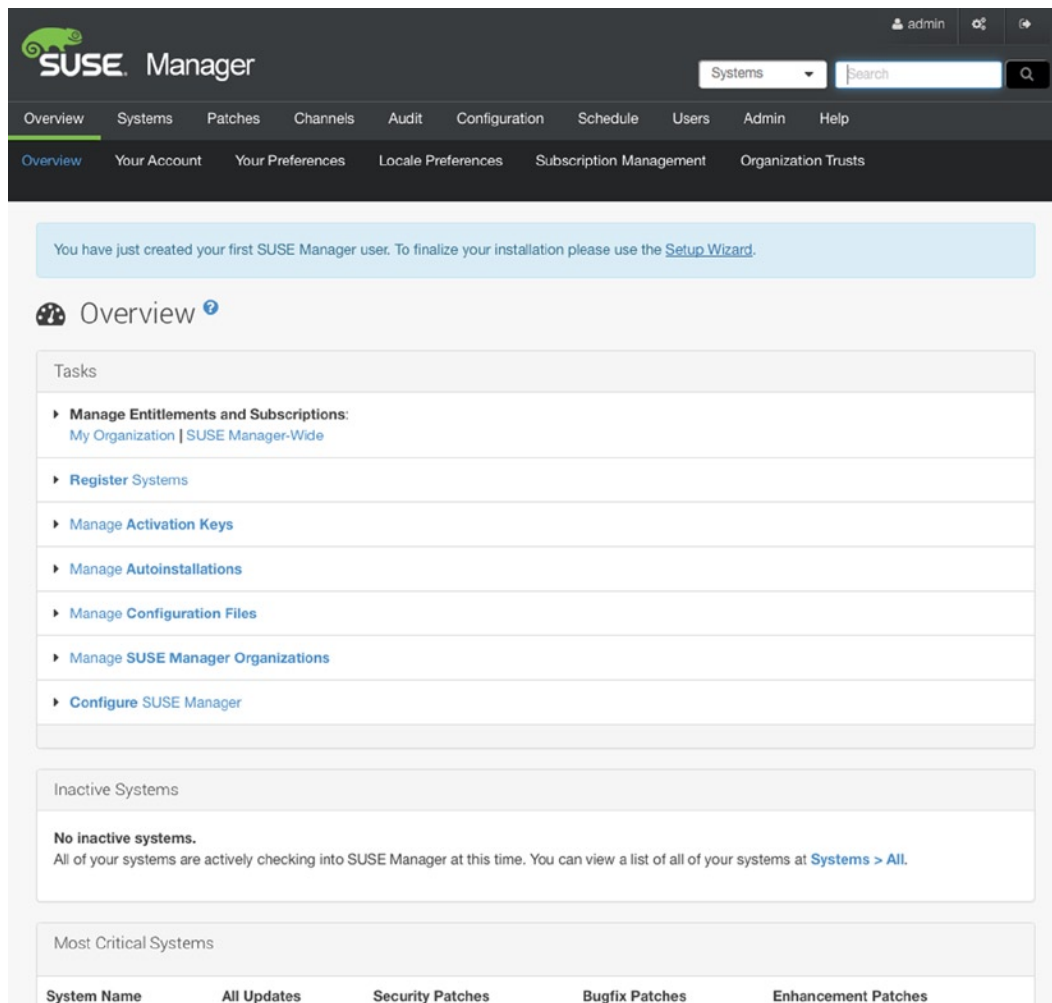 admin
SUSE. Manager
Systems Search
Overview Systems Patches Channels Audit Configuration Schedule Users Admin Help
Overview Your Account Your Preferences Locale Preferences Subscription Management Organization Trusts
You have just created your first SUSE Manager user. To finalize your installation please use the Setup Wizard.
Overview ?
Tasks
Manage Entitlements and Subscriptions:
My Organization | SUSE Manager-Wide
Register Systems
Manage Activation Keys
Manage Autoinstallations
Manage Configuration Files
Manage SUSE Manager Organizations
Configure SUSE Manager
Inactive Systems
No inactive systems.
All of your systems are actively checking into SUSE Manager at this time. You can view a list of all of your systems at Systems > All.
Most Critical Systems
System Name All Updates Security Patches Bugfix Patches Enhancement Patches